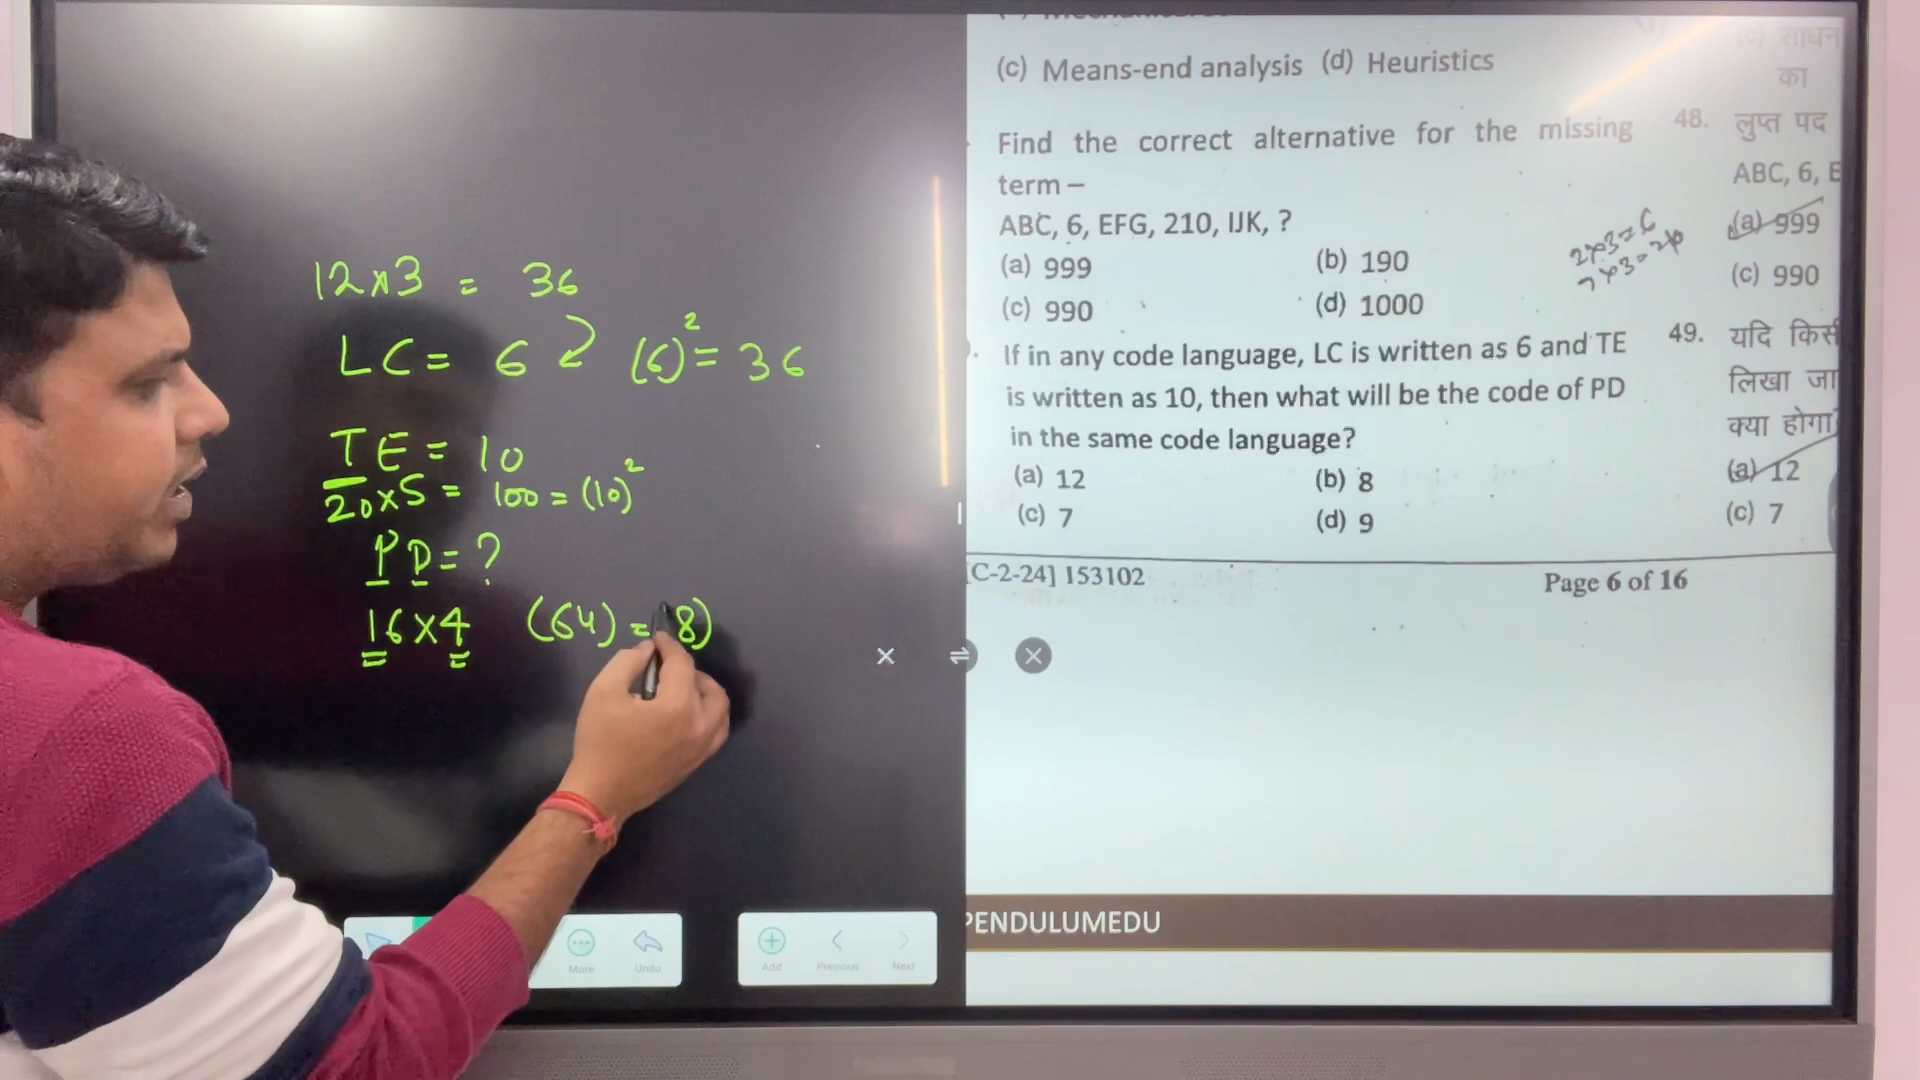 12×3 = 36
LC = 6 (6)² = 36
TE = 10
20×5 = 100 = (10)²
PD = ?
16×4 (64) = 8)
(c) Means-end analysis (d) Heuristics
Find the correct alternative for the missing
term –
ABC, 6, EFG, 210, IJK, ?
(a) 999 (b) 190
(c) 990 (d) 1000
2×3=6
7×3=
If in any code language, LC is written as 6 and TE
is written as 10, then what will be the code of PD
in the same code language?
(a) 12 (b) 8
(c) 7 (d) 9
(c) साधन
का
48. लुप्त पद
ABC, 6, E
(a) 999
(c) 990
49. यदि किसी
लिखा जा
क्या होगा?
(a) 12
(c) 7
[C-2-24] 153102 Page 6 of 16
PENDULUMEDU
More Undo Add Previous Next